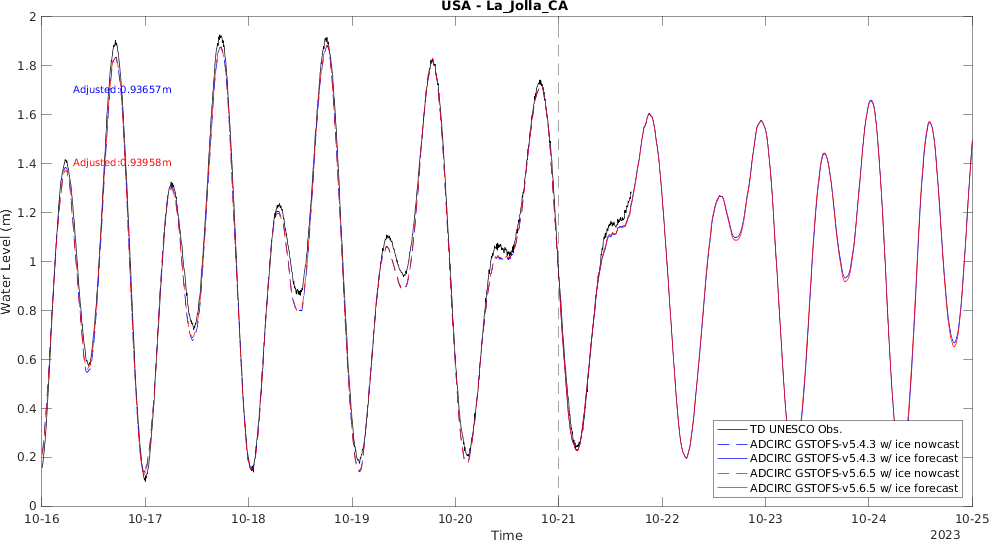 USA - La_Jolla_CA
2
1.8
1.6
1.4
1.2
1
0.8
0.6
0.4
0.2
0
Water Level (m)
Adjusted:0.93657m
Adjusted:0.93958m
TD UNESCO Obs.
ADCIRC GSTOFS-v5.4.3 w/ ice nowcast
ADCIRC GSTOFS-v5.4.3 w/ ice forecast
ADCIRC GSTOFS-v5.6.5 w/ ice nowcast
ADCIRC GSTOFS-v5.6.5 w/ ice forecast
10-16 10-17 10-18 10-19 10-20 10-21 10-22 10-23 10-24 10-25
Time
2023